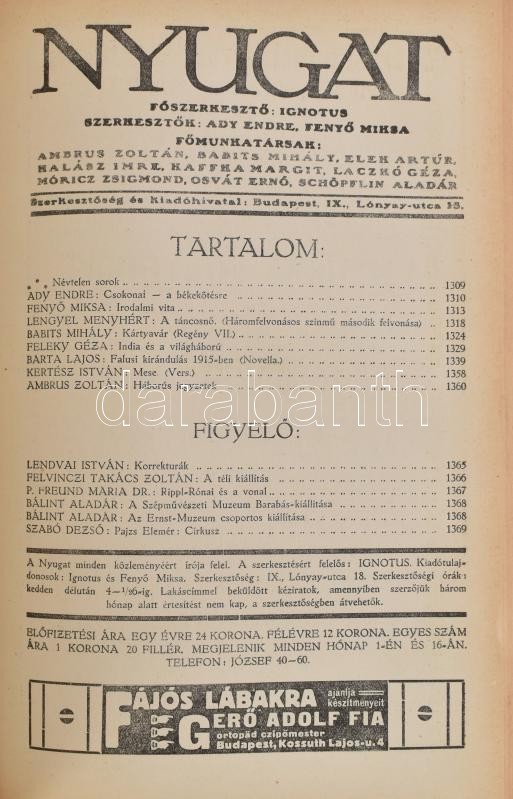 NYUGAT
FŐSZERKESZTŐ: IGNOTUS
SZERKESZTŐK: ADY ENDRE, FENYŐ MIKSA
FŐMUNKATÁRSAK:
AMBRUS ZOLTÁN, BABITS MIHÁLY, ELEK ARTÚR,
HALÁSZ IMRE, KAFFKA MARGIT, LACZKÓ GÉZA,
MÓRICZ ZSIGMOND, OSVÁT ERNŐ, SCHÖPFLIN ALADÁR
Szerkesztőség és Kiadóhivatal: Budapest, IX., Lónyay-utca 18.
TARTALOM:
*** Névtelen sorok 1309
ADY ENDRE: Csokonai — a békekötésre 1310
FENYŐ MIKSA: Irodalmi vita 1313
LENGYEL MENYHÉRT: A táncosnő. (Háromfelvonásos színmű második felvonása) 1318
BABITS MIHÁLY: Kártyavár (Regény VII.) 1324
FELEKY GÉZA: India és a világháború 1329
BARTA LAJOS: Falusi kirándulás 1915-ben (Novella.) 1339
KERTÉSZ ISTVÁN: Mese (Vers.) 1358
AMBRUS ZOLTÁN: Háborús jegyzetek 1360
darabanth
FIGYELŐ:
LENDVAI ISTVÁN: Korrekturák 1365
FELVINCZI TAKÁCS ZOLTÁN: A téli kiállítás 1366
P. FREUND MARIA DR.: Rippl-Rónai és a vonal 1367
BÁLINT ALADÁR: A Szépművészeti Muzeum Barabás-kiállítása 1368
BÁLINT ALADÁR: Az Ernst-Muzeum csoportos kiállítása 1368
SZABÓ DEZSŐ: Pajzs Elemér: Cirkusz 1369
A Nyugat minden közleményéért írója felel. A szerkesztésért felelős: IGNOTUS. Kiadótulaj-
donosok: Ignotus és Fenyő Miksa. Szerkesztőség: IX., Lónyay-utca 18. Szerkesztőségi órák:
kedden délután 4—1/26-ig. Lakáscímmel beküldött kéziratok, amennyiben szerzőjük három
hónap alatt értesítést nem kap, a szerkesztőségben átvehetők.
ELŐFIZETÉSI ÁRA EGY ÉVRE 24 KORONA. FÉLÉVRE 12 KORONA. EGYES SZÁM
ÁRA 1 KORONA 20 FILLÉR. MEGJELENIK MINDEN HÓNAP 1-ÉN ÉS 16-ÁN.
TELEFON: JÓZSEF 40—60.
FÁJÓS LÁBAKRA ajánlja készítményeit
GERŐ ADOLF FIA
ortopéd czipőmester
Budapest, Kossuth Lajos-u. 4